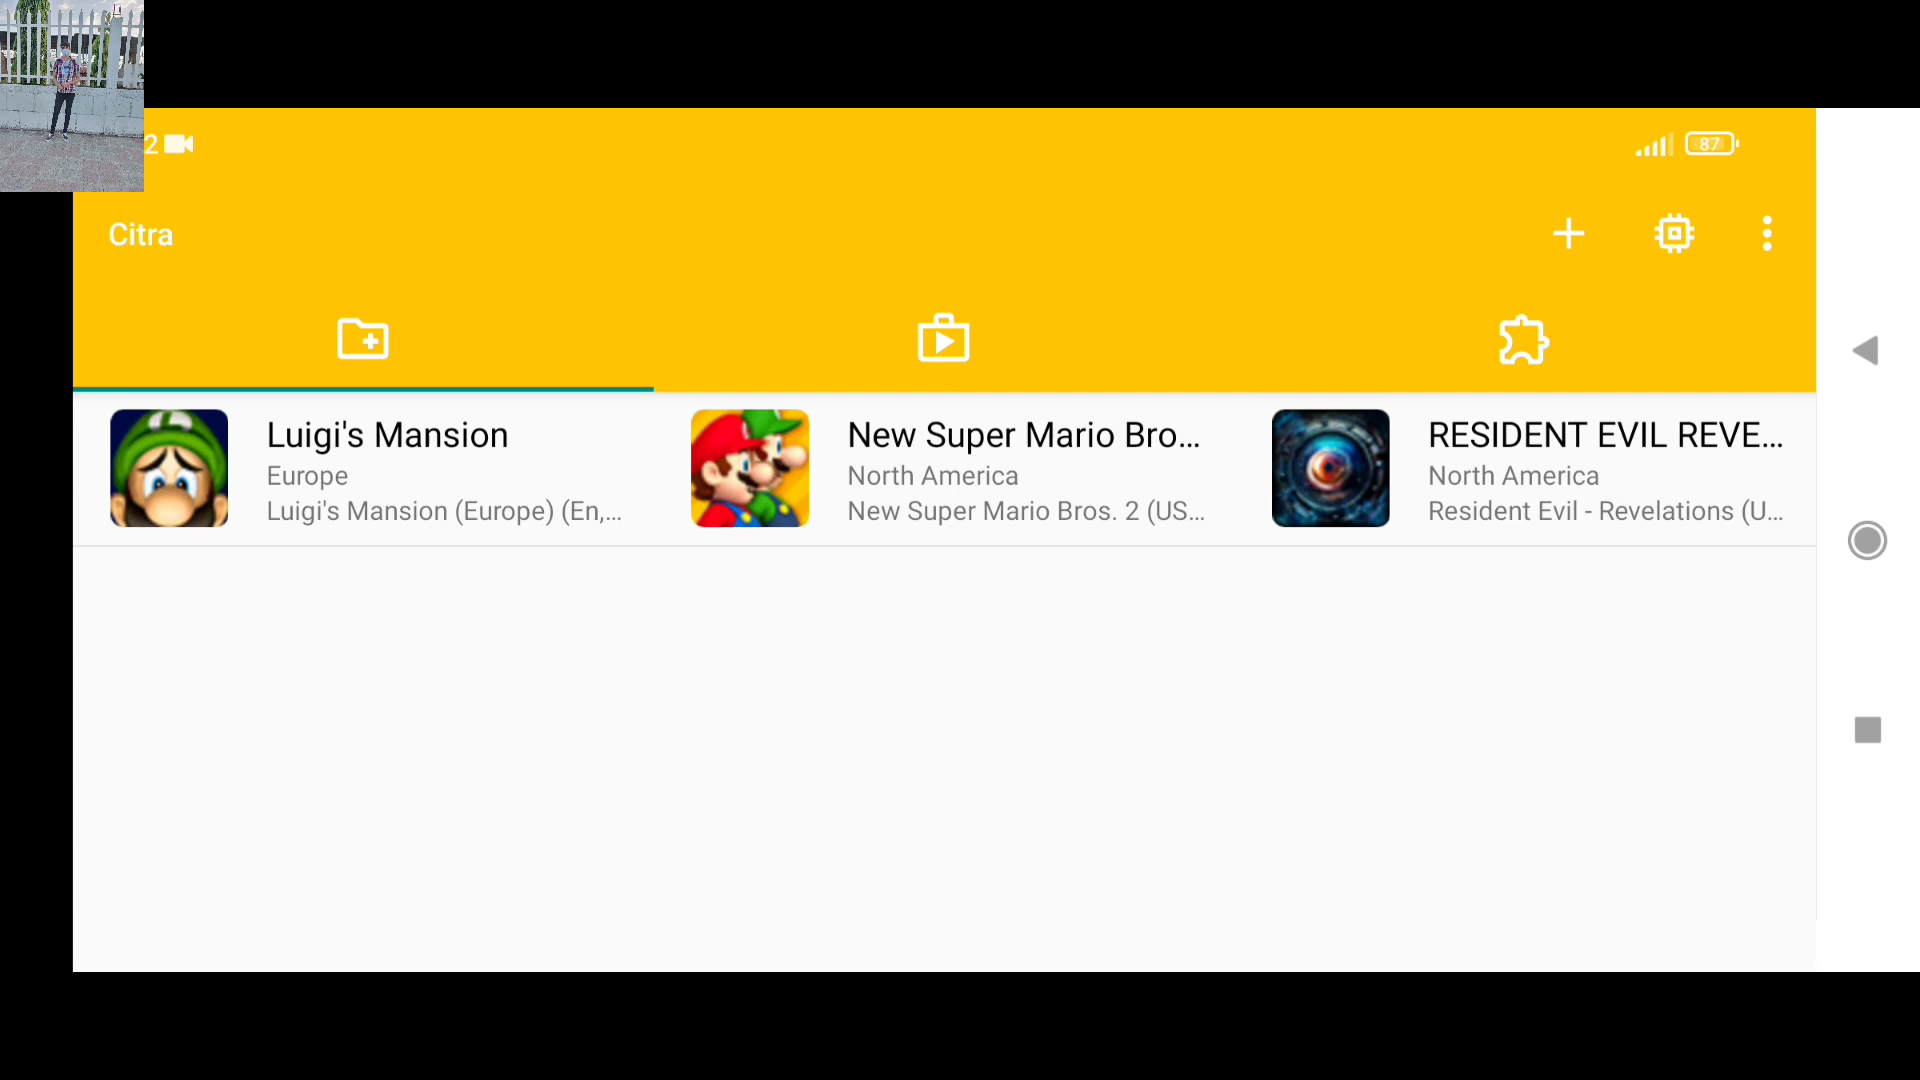 2
87
Citra
Luigi's Mansion
Europe
Luigi's Mansion (Europe) (En,...
New Super Mario Bro...
North America
New Super Mario Bros. 2 (US...
RESIDENT EVIL REVE...
North America
Resident Evil - Revelations (U...